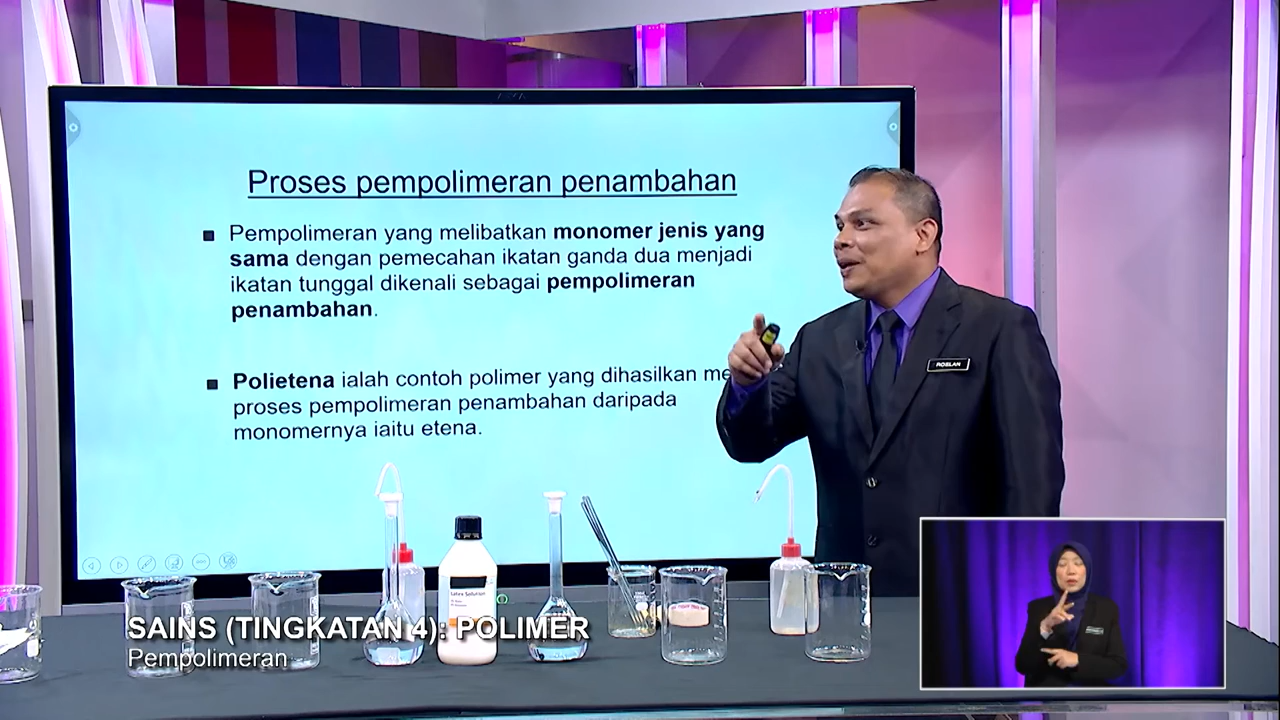 Proses pempolimeran penambahan
Pempolimeran yang melibatkan monomer jenis yang
sama dengan pemecahan ikatan ganda dua menjadi
ikatan tunggal dikenali sebagai pempolimeran
penambahan.
Polietena ialah contoh polimer yang dihasilkan me
proses pempolimeran penambahan daripada
monomernya iaitu etena.
ROSLAN
Latex Solution
SAINS (TINGKATAN 4): POLIMER
Pempolimeran